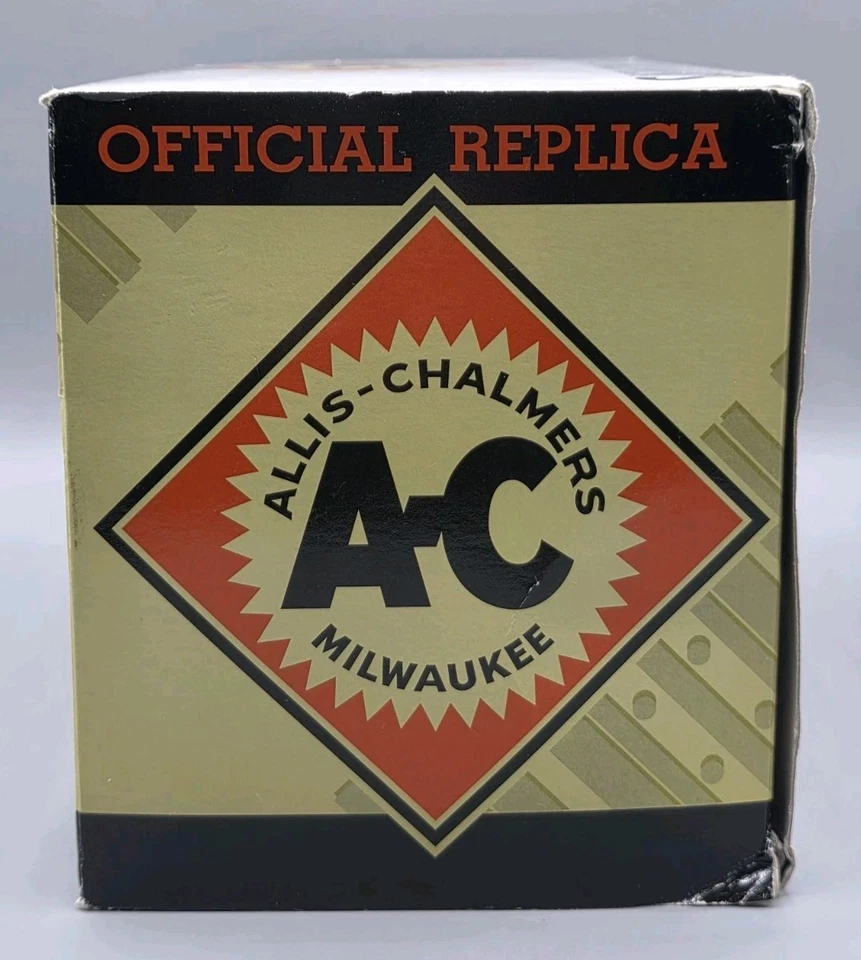 OFFICIAL REPLICA
ALLIS-CHALMERS
A-C
MILWAUKEE